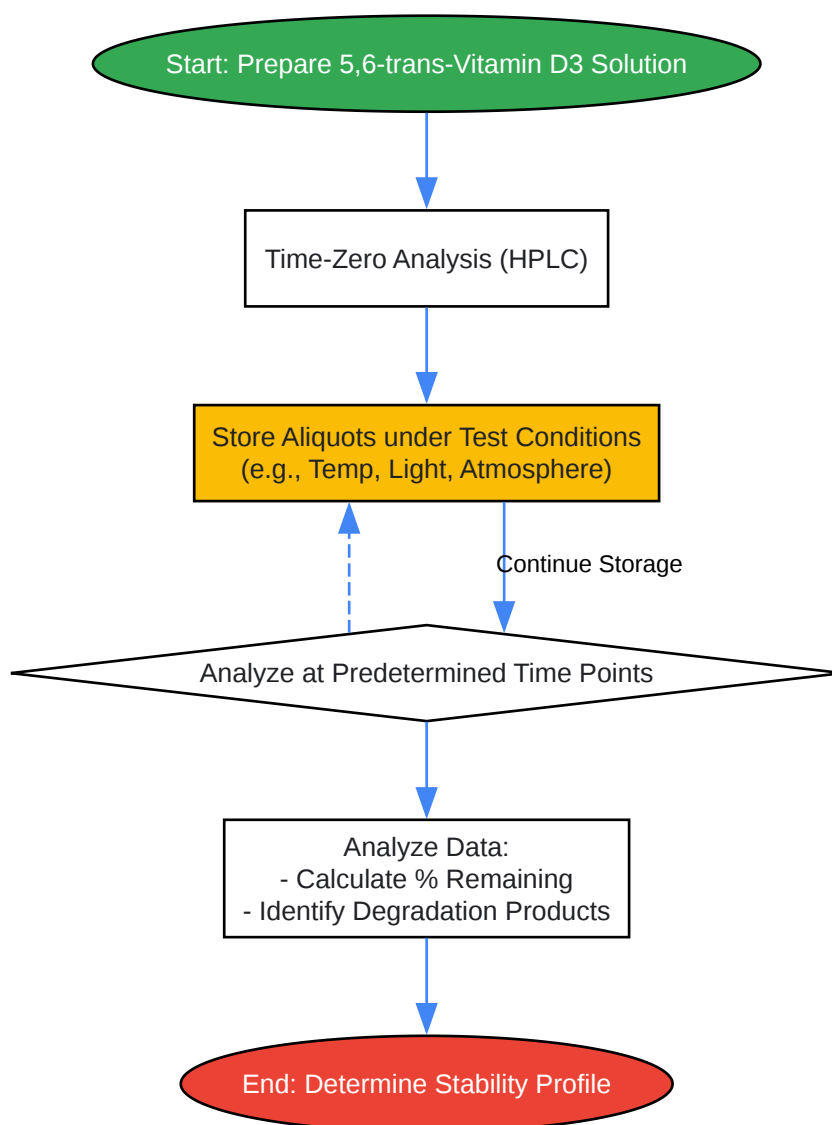 Start: Prepare 5,6-trans-Vitamin D3 Solution
Time-Zero Analysis (HPLC)
Store Aliquots under Test Conditions
(e.g., Temp, Light, Atmosphere)
Continue Storage
Analyze at Predetermined Time Points
Analyze Data:
- Calculate % Remaining
- Identify Degradation Products
End: Determine Stability Profile